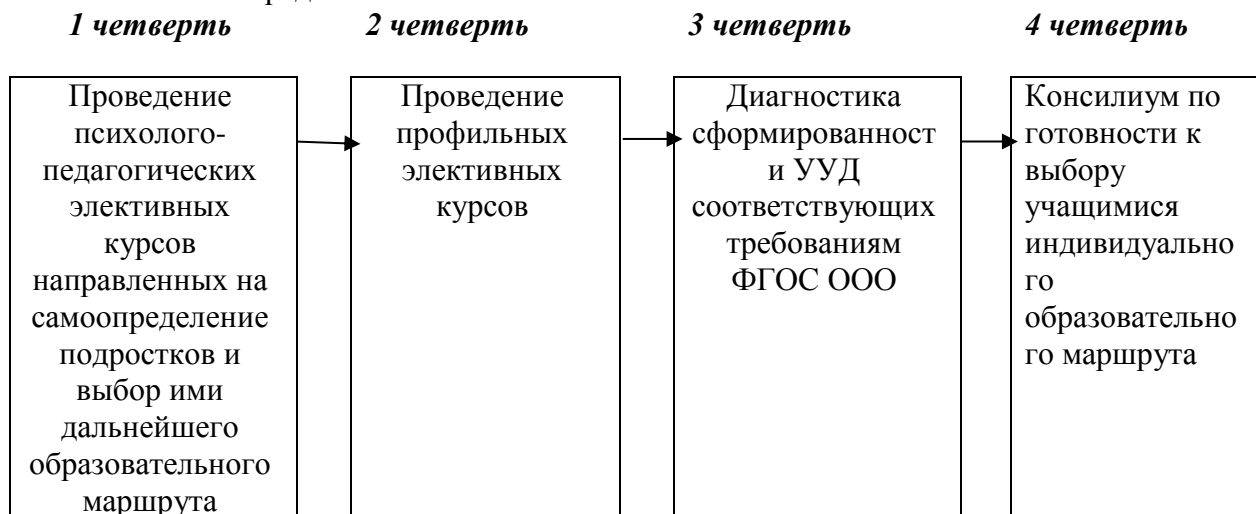 1 четверть
2 четверть
3 четверть
4 четверть
Проведение
психолого-
педагогических
элективных
курсов
направленных на
самоопределение
подростков и
выбор ими
дальнейшего
образовательного
маршрута
Проведение
профильных
элективных
курсов
Диагностика
сформированност
и УУД
соответствующих
требованиям
ФГОС ООО
Консилиум по
готовности к
выбору
учащимися
индивидуально
го
образовательно
го маршрута